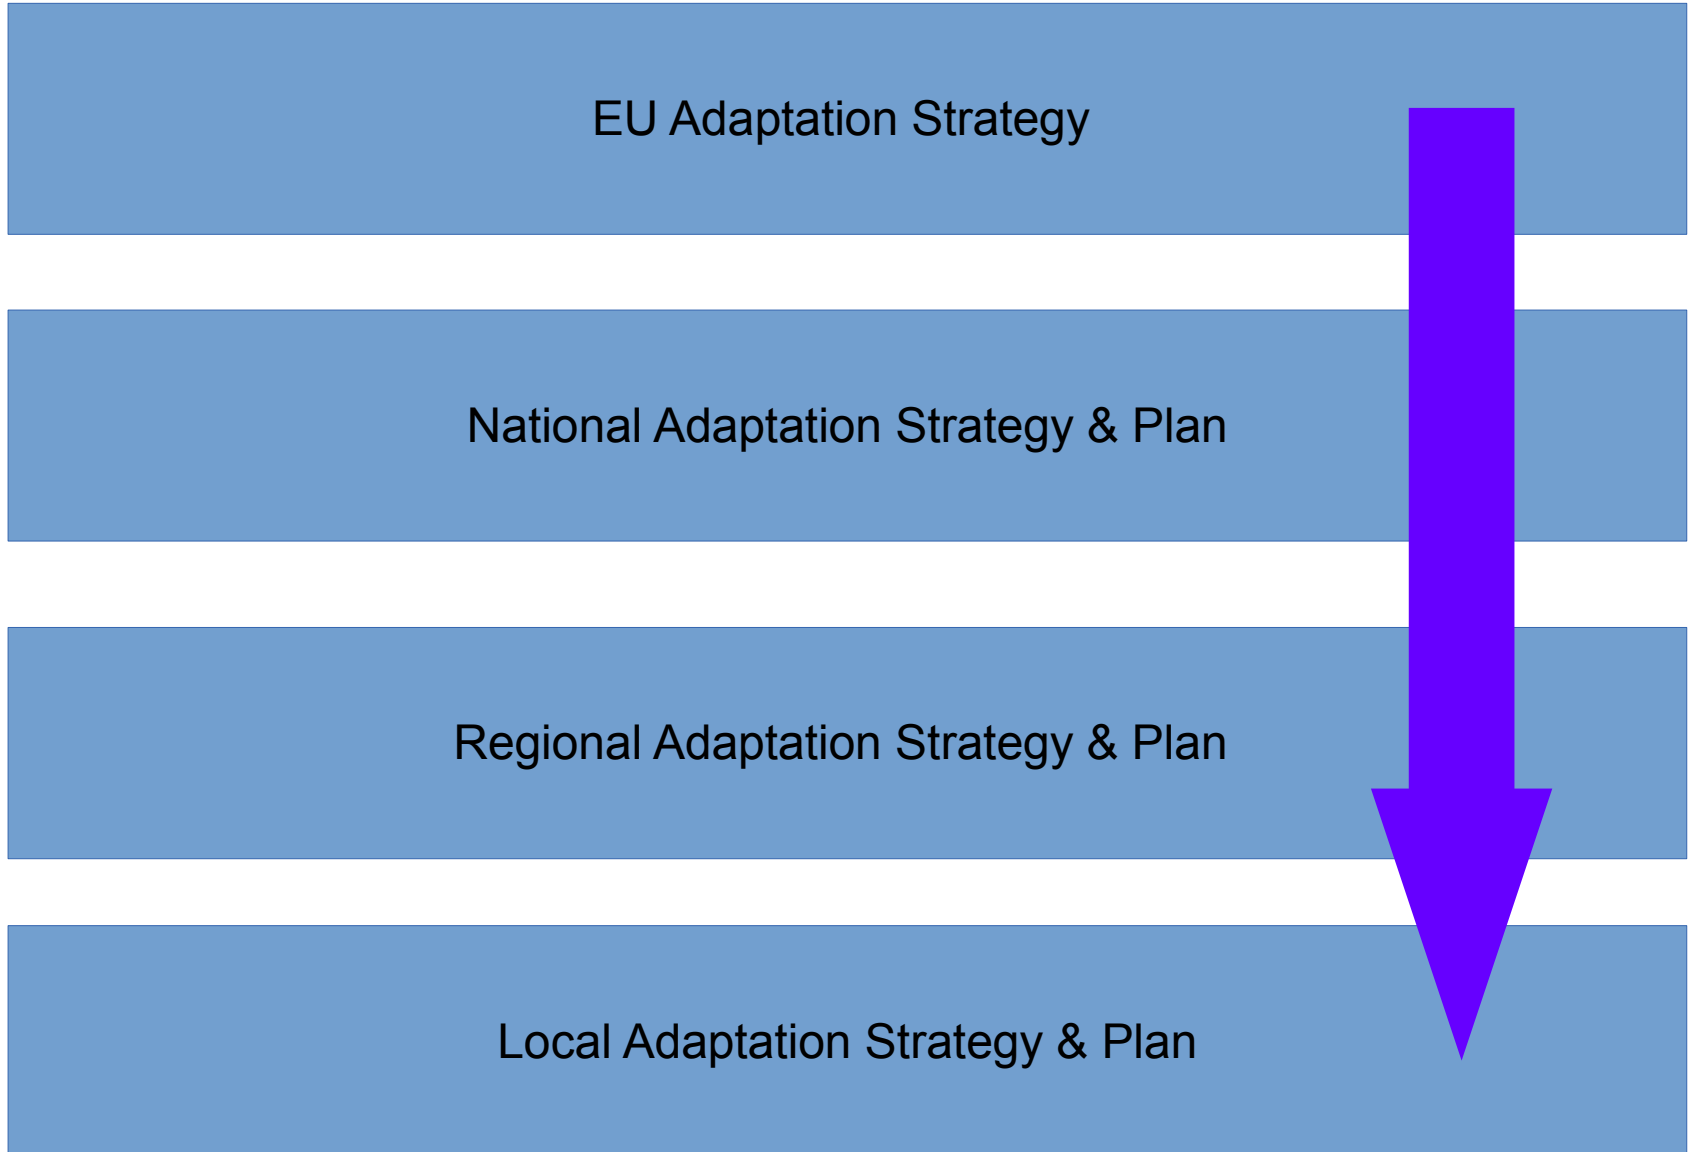 EU Adaptation Strategy
National Adaptation Strategy & Plan
Regional Adaptation Strategy & Plan
Local Adaptation Strategy & Plan